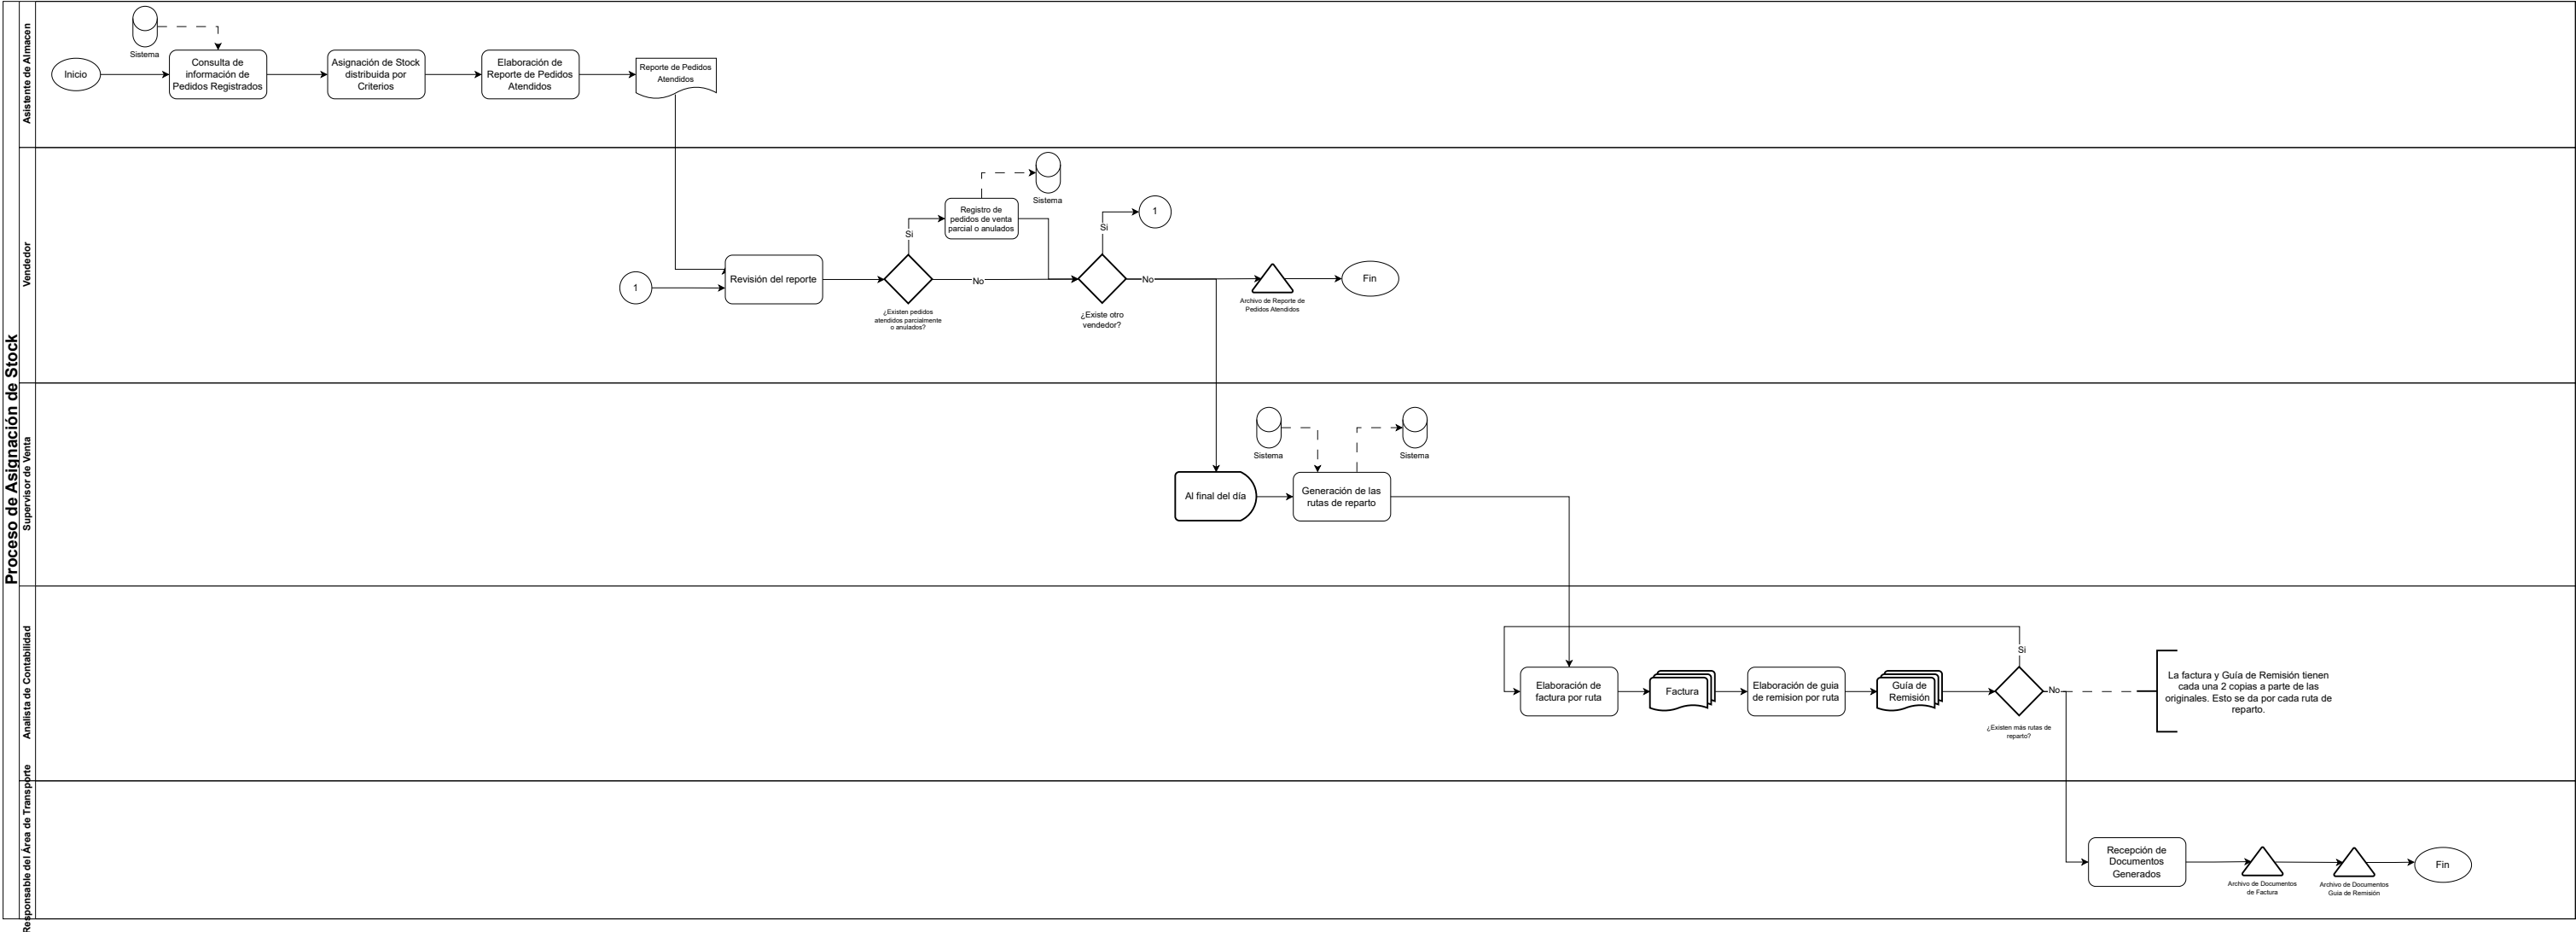 Proceso de Asignación de Stock
Asistente de Almacen
Sistema
Inicio
Consulta de
información de
Pedidos Registrados
Asignación de Stock
distribuida por
Criterios
Elaboración de
Reporte de Pedidos
Atendidos
Reporte de Pedidos
Atendidos
Vendedor
1
Revisión del reporte
¿Existen pedidos
atendidos parcialmente
o anulados?
Si
No
Registro de
pedidos de venta
parcial o anulados
Sistema
¿Existe otro
vendedor?
Si
1
No
Archivo de Reporte de
Pedidos Atendidos
Fin
Supervisor de Venta
Al final del día
Sistema
Generación de las
rutas de reparto
Sistema
Analista de Contabilidad
Elaboración de
factura por ruta
Factura
Elaboración de guia
de remision por ruta
Guía de
Remisión
¿Existen más rutas de
reparto?
Si
No
La factura y Guía de Remisión tienen
cada una 2 copias a parte de las
originales. Esto se da por cada ruta de
reparto.
Responsable del Área de Transporte
Recepción de
Documentos
Generados
Archivo de Documentos
de Factura
Archivo de Documentos
Guia de Remisión
Fin